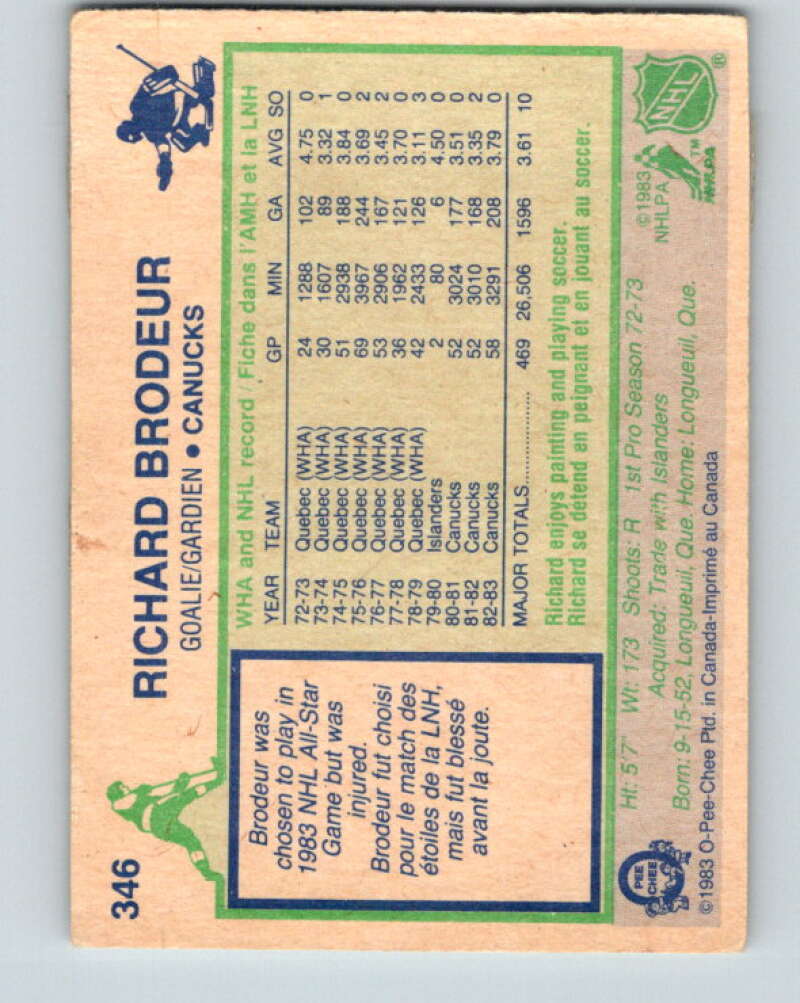 346
RICHARD BRODEUR
GOALIE/GARDIEN • CANUCKS
Brodeur was
chosen to play in
1983 NHL All-Star
Game but was
injured.
Brodeur fut choisi
pour le match des
étoiles de la LNH,
mais fut blessé
avant la joute.
WHA and NHL record / Fiche dans l'AMH et la LNH
YEAR TEAM GP MIN GA AVG SO
72-73 Quebec (WHA) 24 1288 102 4.75 0
73-74 Quebec (WHA) 30 1607 89 3.32 1
74-75 Quebec (WHA) 51 2938 188 3.84 0
75-76 Quebec (WHA) 69 3967 244 3.69 2
76-77 Quebec (WHA) 53 2906 167 3.45 2
77-78 Quebec (WHA) 36 1962 121 3.70 0
78-79 Quebec (WHA) 42 2433 126 3.11 3
79-80 Islanders 2 80 6 4.50 0
80-81 Canucks 52 3024 177 3.51 0
81-82 Canucks 52 3010 168 3.35 2
82-83 Canucks 58 3291 208 3.79 0
MAJOR TOTALS............... 469 26,506 1596 3.61 10
Richard enjoys painting and playing soccer.
Richard se detend en peignant et en jouant au soccer.
Ht: 5'7" Wt: 173 Shoots: R 1st Pro Season 72-73
Acquired: Trade with Islanders
Born: 9-15-52, Longueuil, Que. Home: Longueuil, Que.
©1983 O-Pee-Chee Ptd. in Canada-Imprimé au Canada
PEE
CHEE
NHL ®
©1983
NHLPA
NHLPA ™